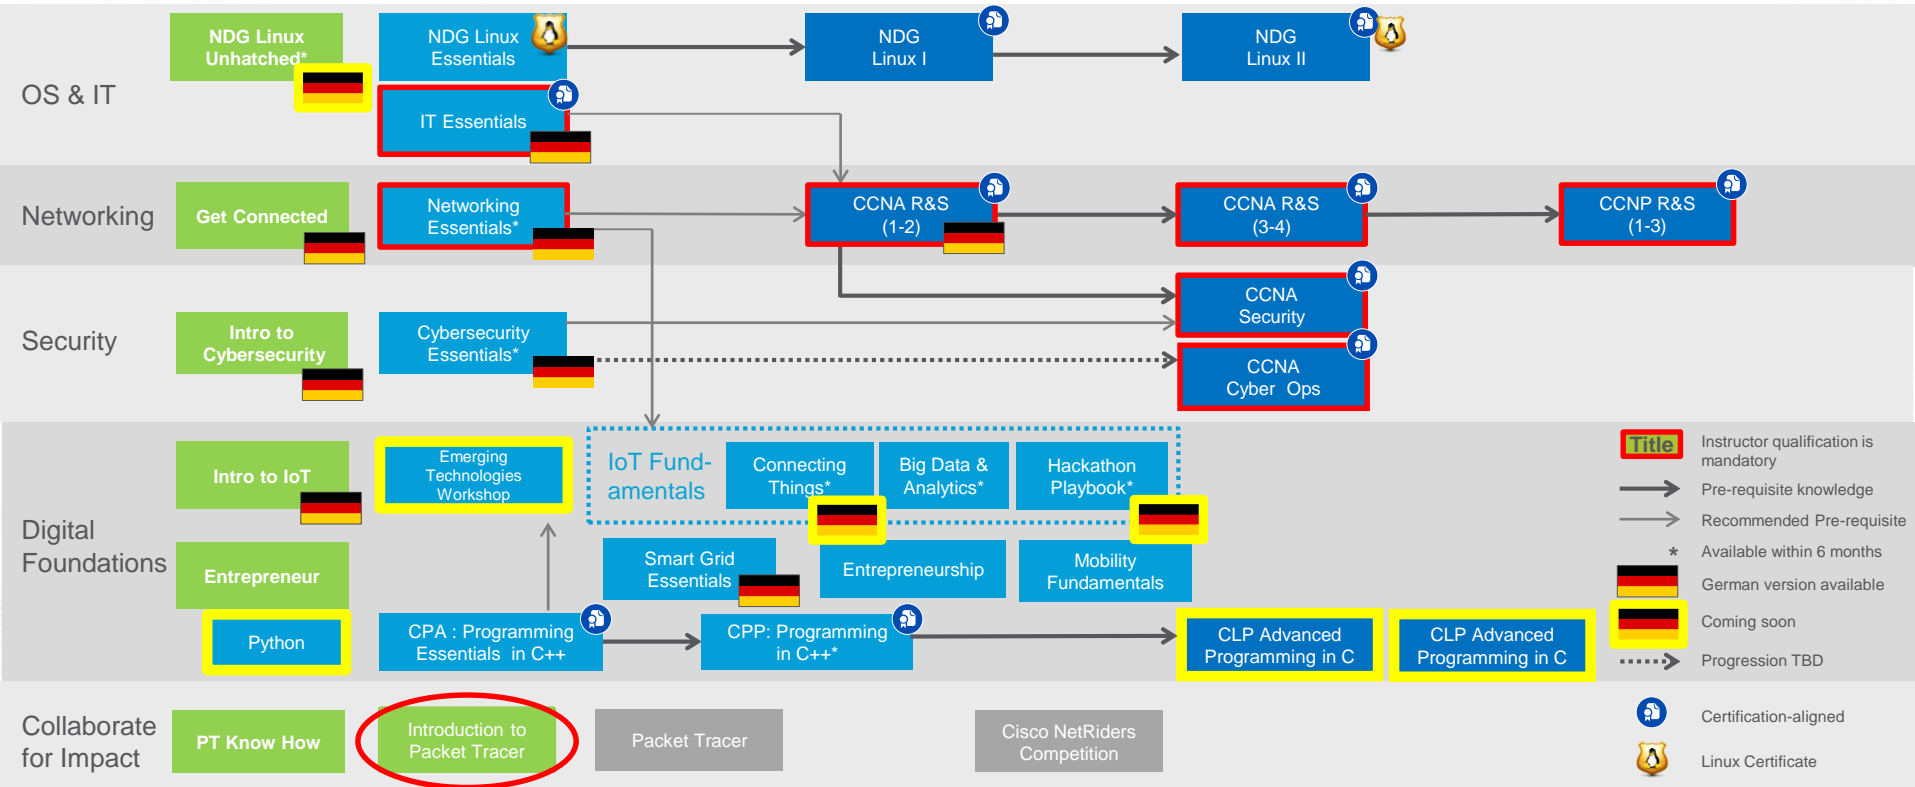 OS & IT
NDG Linux
Unhatched*
NDG Linux
Essentials
NDG
Linux I
NDG
Linux II
IT Essentials
Networking
Get Connected
Networking
Essentials*
CCNA R&S
(1-2)
CCNA R&S
(3-4)
CCNP R&S
(1-3)
Security
Intro to
Cybersecurity
Cybersecurity
Essentials*
CCNA
Security
CCNA
Cyber Ops
Digital
Foundations
Intro to IoT
Emerging
Technologies
Workshop
IoT Fund-
amentals
Connecting
Things*
Big Data &
Analytics*
Hackathon
Playbook*
Entrepreneur
Smart Grid
Essentials
Entrepreneurship
Mobility
Fundamentals
Python
CPA : Programming
Essentials in C++
CPP: Programming
in C++*
CLP Advanced
Programming in C
CLP Advanced
Programming in C
Title
Instructor qualification is
mandatory
Pre-requisite knowledge
Recommended Pre-requisite
* Available within 6 months
German version available
Coming soon
Progression TBD
Certification-aligned
Linux Certificate
Collaborate
for Impact
PT Know How
Introduction to
Packet Tracer
Packet Tracer
Cisco NetRiders
Competition